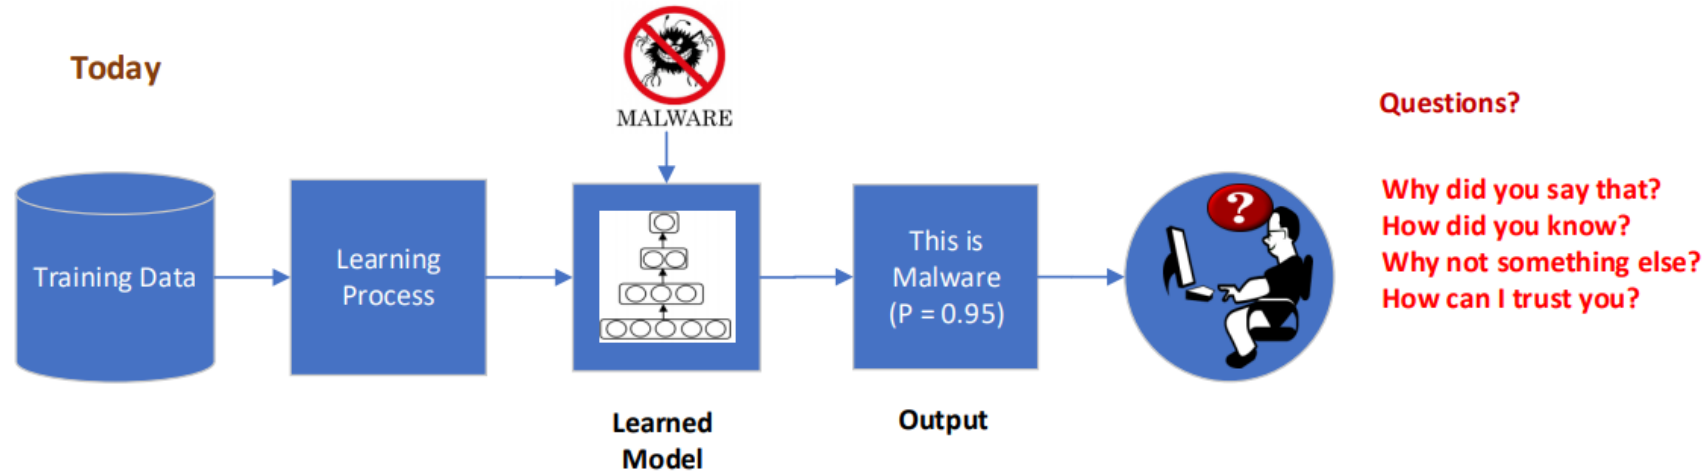 Today
MALWARE
Questions?
Training Data
Learning
Process
This is
Malware
(P = 0.95)
?
Why did you say that?
How did you know?
Why not something else?
How can I trust you?
Learned
Model
Output